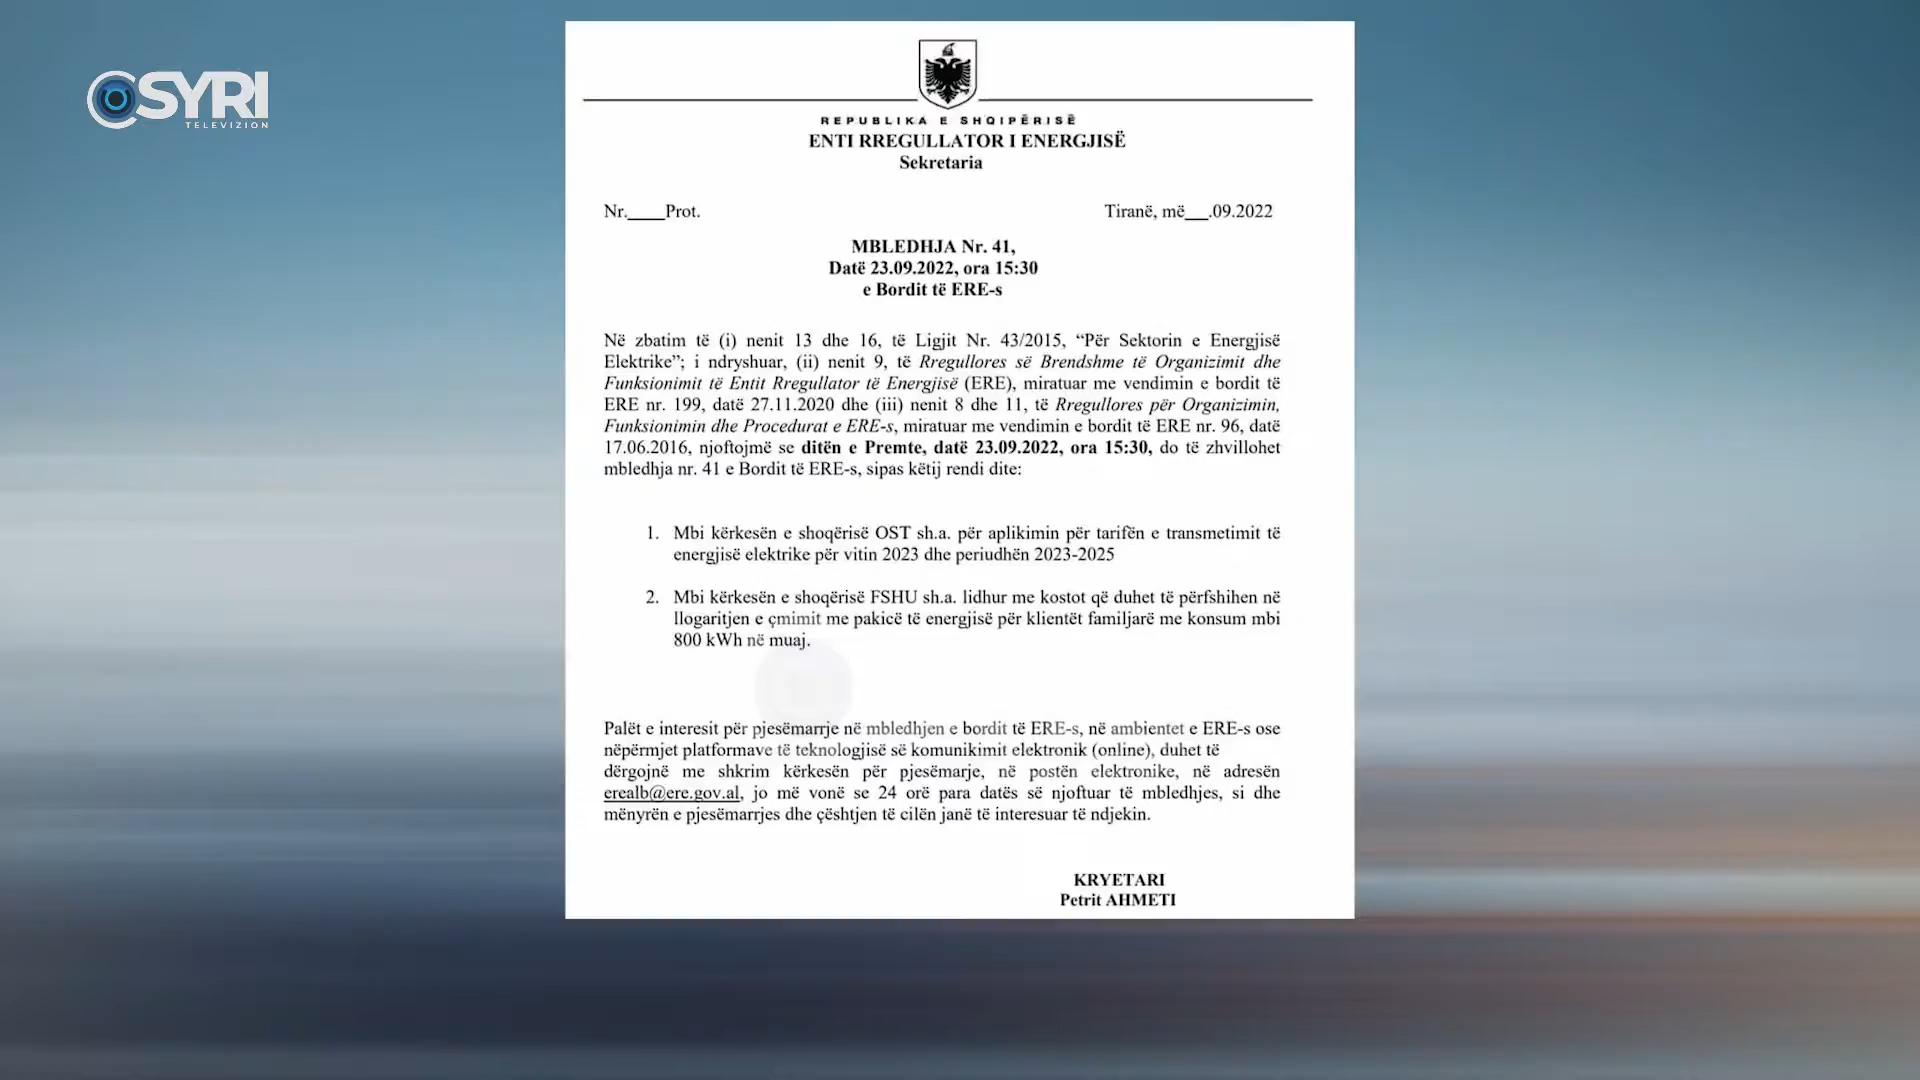 SYRI
TELEVIZION
REPUBLIKA E SHQIPËRISË
ENTI RREGULLATOR I ENERGJISË
Sekretaria
Nr.____Prot.
Tiranë, më___.09.2022
MBLEDHJA Nr. 41,
Datë 23.09.2022, ora 15:30
e Bordit të ERE-s
Në zbatim të (i) nenit 13 dhe 16, të Ligjit Nr. 43/2015, “Për Sektorin e Energjisë
Elektrike”; i ndryshuar, (ii) nenit 9, të Rregullores së Brendshme të Organizimit dhe
Funksionimit të Entit Rregullator të Energjisë (ERE), miratuar me vendimin e bordit të
ERE nr. 199, datë 27.11.2020 dhe (iii) nenit 8 dhe 11, të Rregullores për Organizimin,
Funksionimin dhe Procedurat e ERE-s, miratuar me vendimin e bordit të ERE nr. 96, datë
17.06.2016, njoftojmë se ditën e Premte, datë 23.09.2022, ora 15:30, do të zhvillohet
mbledhja nr. 41 e Bordit të ERE-s, sipas këtij rendi dite:
1. Mbi kërkesën e shoqërisë OST sh.a. për aplikimin për tarifën e transmetimit të
energjisë elektrike për vitin 2023 dhe periudhën 2023-2025
2. Mbi kërkesën e shoqërisë FSHU sh.a. lidhur me kostot që duhet të përfshihen në
llogaritjen e çmimit me pakicë të energjisë për klientët familjarë me konsum mbi
800 kWh në muaj.
Palët e interesit për pjesëmarrje në mbledhjen e bordit të ERE-s, në ambientet e ERE-s ose
nëpërmjet platformave të teknologjisë së komunikimit elektronik (online), duhet të
dërgojnë me shkrim kërkesën për pjesëmarje, në postën elektronike, në adresën
erealb@ere.gov.al, jo më vonë se 24 orë para datës së njoftuar të mbledhjes, si dhe
mënyrën e pjesëmarrjes dhe çështjen të cilën janë të interesuar të ndjekin.
KRYETARI
Petrit AHMETI